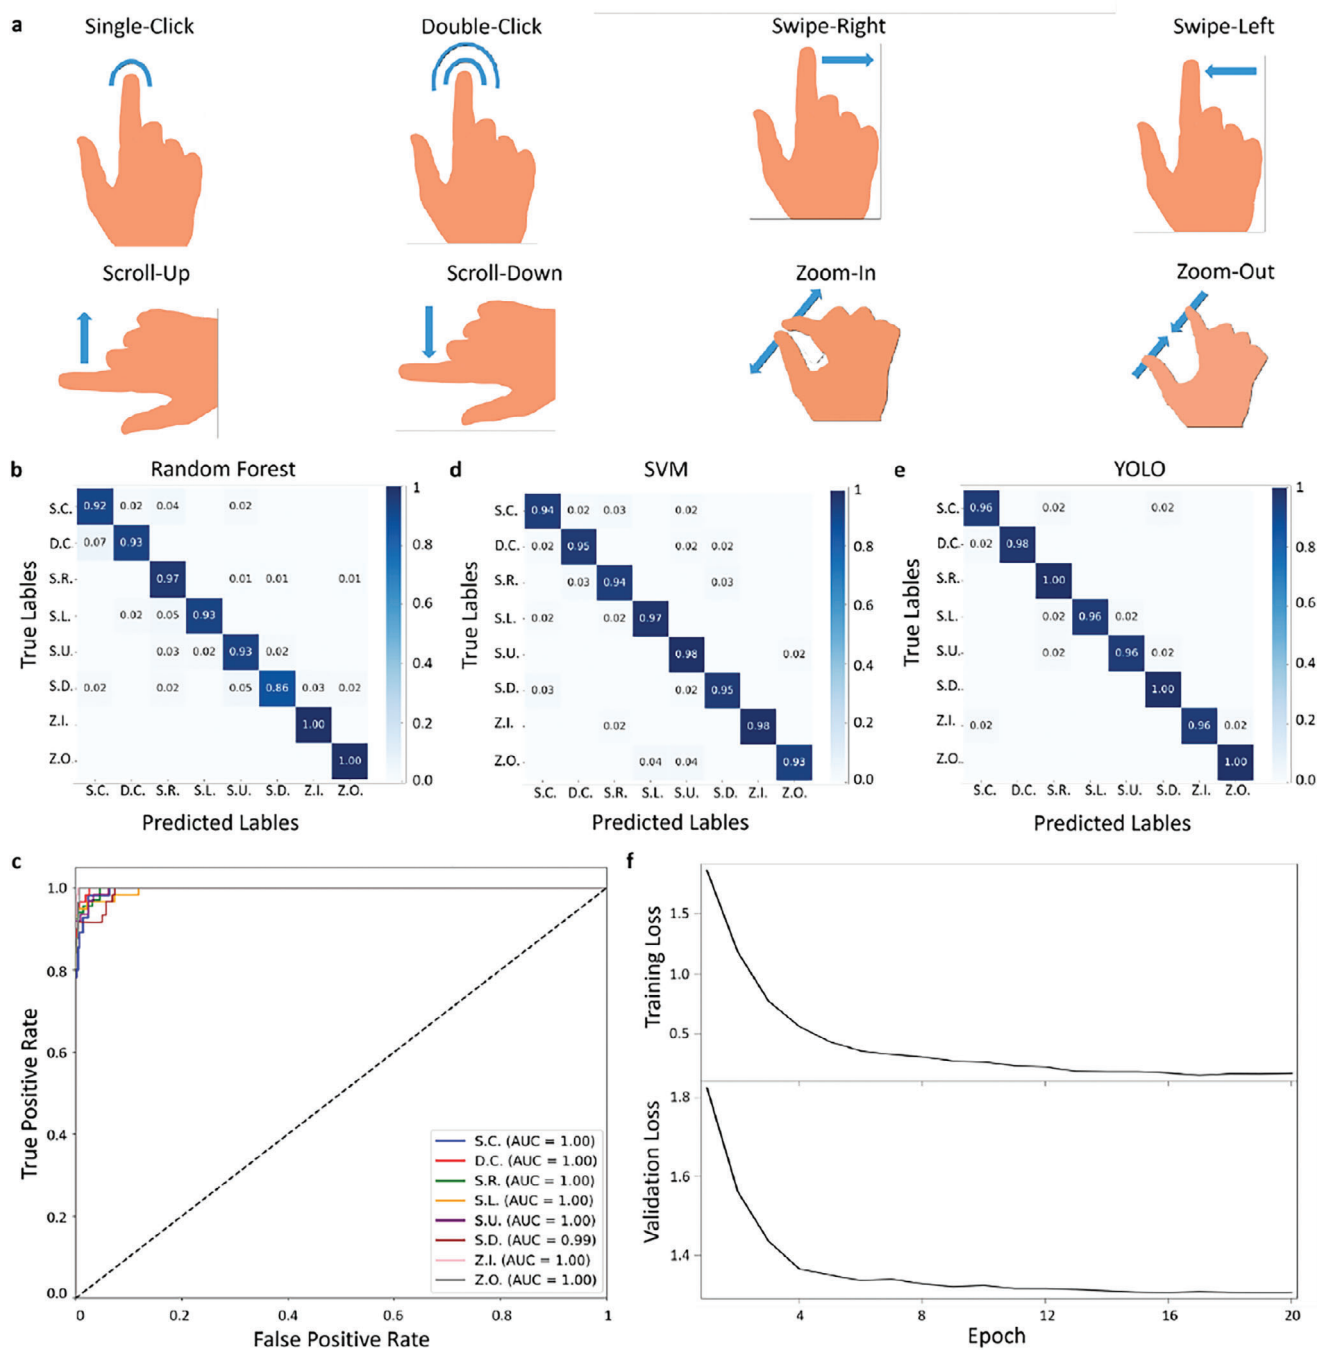 a
Single-Click
Double-Click
Swipe-Right
Swipe-Left
Scroll-Up
Scroll-Down
Zoom-In
Zoom-Out
b
Random Forest
True Lables
S.C. 0.92 0.02 0.04 0.02
D.C. 0.07 0.93
S.R. 0.97 0.01 0.01 0.01
S.L. 0.02 0.05 0.93
S.U. 0.03 0.02 0.93 0.02
S.D. 0.02 0.02 0.05 0.86 0.03 0.02
Z.I. 1.00
Z.O. 1.00
S.C. D.C. S.R. S.L. S.U. S.D. Z.I. Z.O.
Predicted Lables
1
0.8
0.6
0.4
0.2
0.0
d
SVM
True Lables
S.C. 0.94 0.02 0.03 0.02
D.C. 0.02 0.95 0.02 0.02
S.R. 0.03 0.94 0.03
S.L. 0.02 0.02 0.97
S.U. 0.98 0.02
S.D. 0.03 0.02 0.95
Z.I. 0.02 0.98
Z.O. 0.04 0.04 0.93
S.C. D.C. S.R. S.L. S.U. S.D. Z.I. Z.O.
Predicted Lables
1
0.8
0.6
0.4
0.2
0.0
e
YOLO
True Lables
S.C. 0.96 0.02 0.02
D.C. 0.02 0.98
S.R. 1.00
S.L. 0.02 0.96 0.02
S.U. 0.02 0.96 0.02
S.D. 1.00
Z.I. 0.02 0.96 0.02
Z.O. 1.00
S.C. D.C. S.R. S.L. S.U. S.D. Z.I. Z.O.
Predicted Lables
1
0.8
0.6
0.4
0.2
0.0
c
True Positive Rate
1.0
0.8
0.6
0.4
0.2
0.0
S.C. (AUC = 1.00)
D.C. (AUC = 1.00)
S.R. (AUC = 1.00)
S.L. (AUC = 1.00)
S.U. (AUC = 1.00)
S.D. (AUC = 0.99)
Z.I. (AUC = 1.00)
Z.O. (AUC = 1.00)
0 0.2 0.4 0.6 0.8 1
False Positive Rate
f
Training Loss
1.5
1.0
0.5
Validation Loss
1.8
1.6
1.4
4 8 12 16 20
Epoch